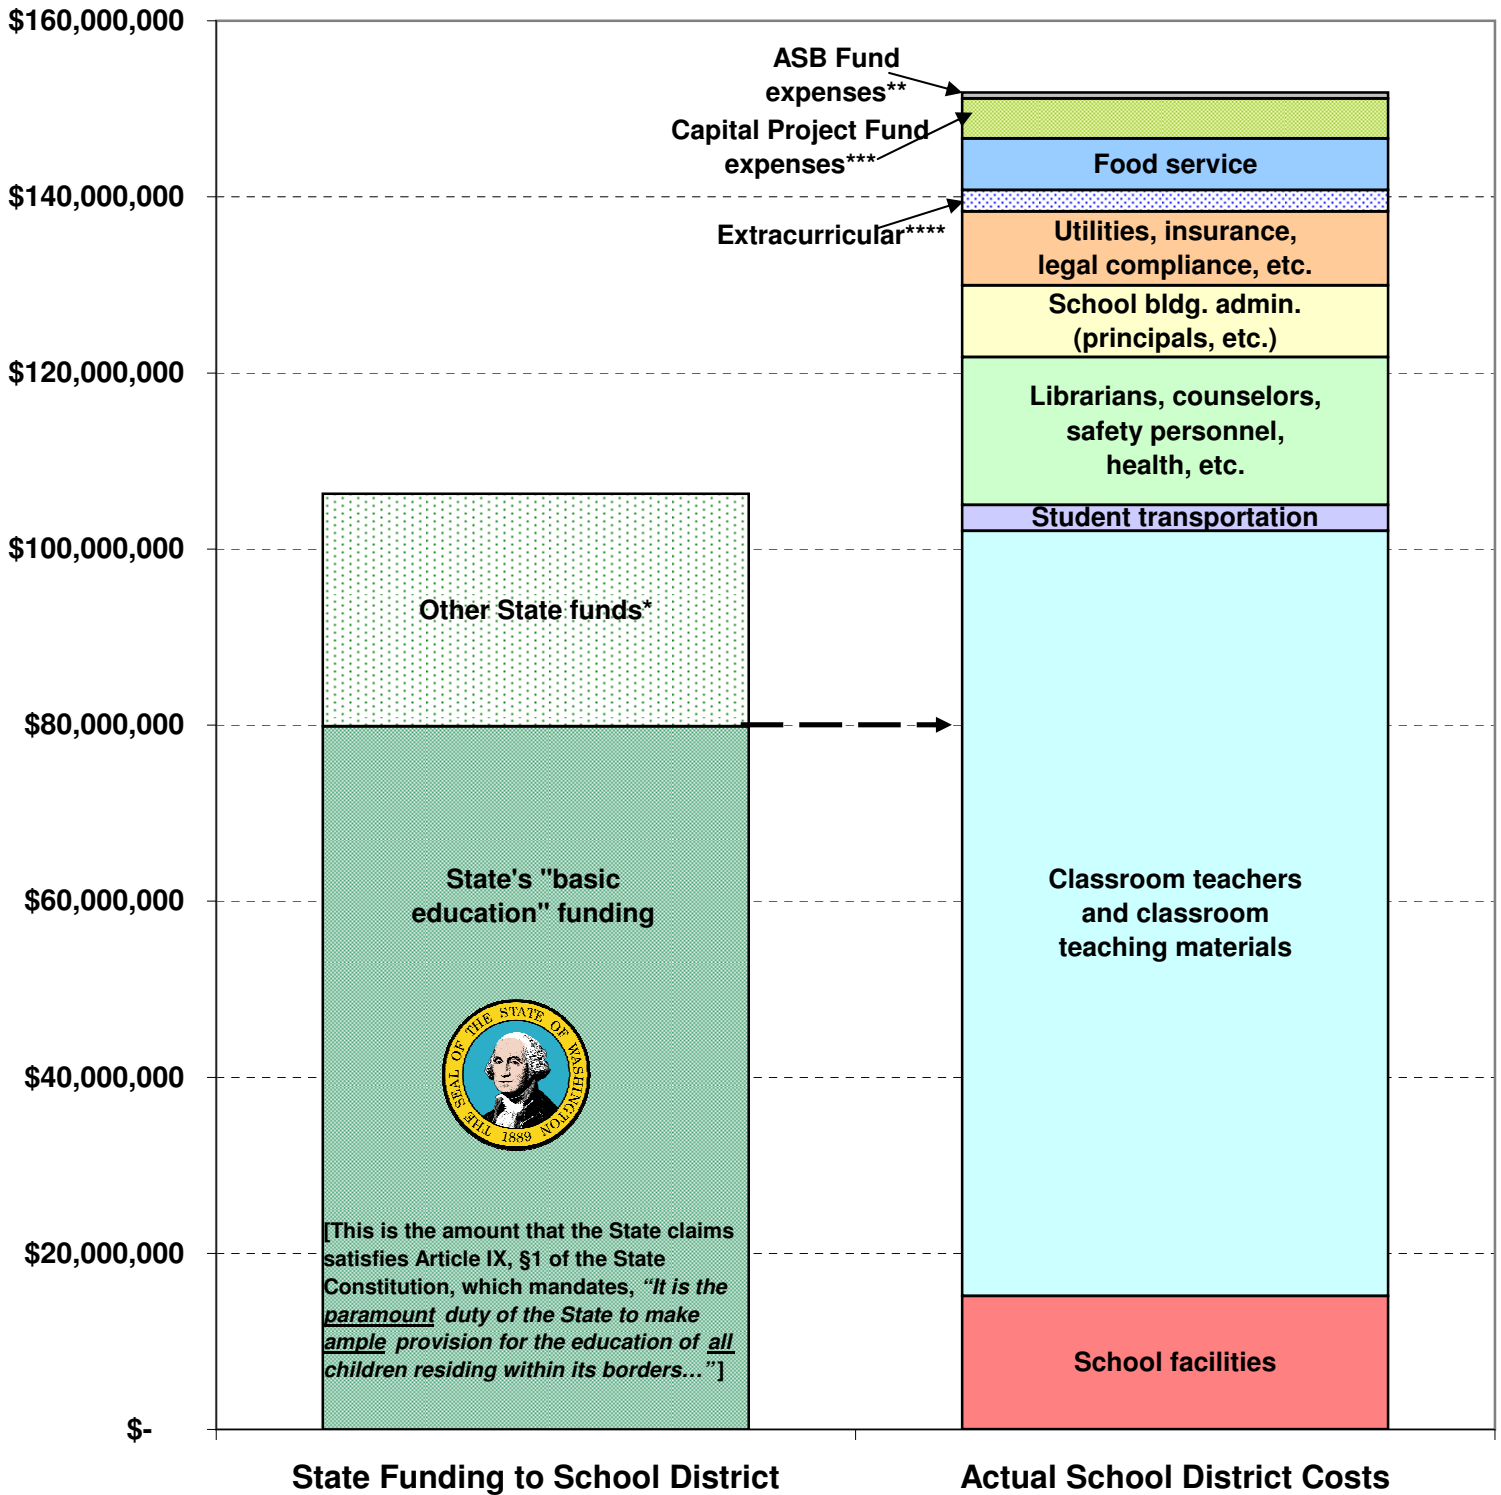 $160,000,000
$140,000,000
$120,000,000
$100,000,000
$80,000,000
$60,000,000
$40,000,000
$20,000,000
$-
Other State funds*
State's "basic
education" funding
THE SEAL OF THE STATE OF WASHINGTON
1889
[This is the amount that the State claims
satisfies Article IX, §1 of the State
Constitution, which mandates, “It is the
paramount duty of the State to make
ample provision for the education of all
children residing within its borders…”]
ASB Fund
expenses**
Capital Project Fund
expenses***
Extracurricular****
Food service
Utilities, insurance,
legal compliance, etc.
School bldg. admin.
(principals, etc.)
Librarians, counselors,
safety personnel,
health, etc.
Student transportation
Classroom teachers
and classroom
teaching materials
School facilities
State Funding to School District
Actual School District Costs